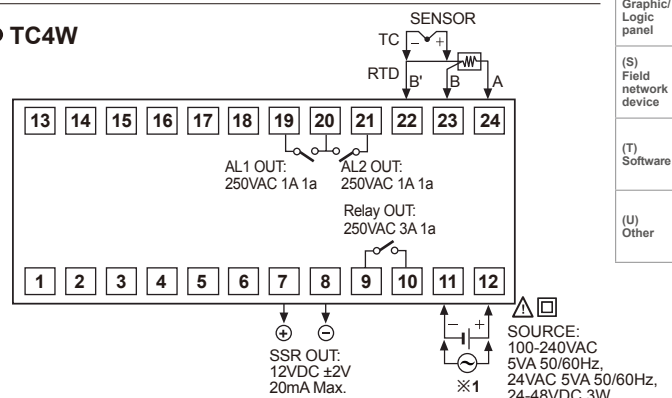 TC4W
SENSOR
TC
– +
RTD
B' B A
13 14 15 16 17 18 19 20 21 22 23 24
AL1 OUT:
250VAC 1A 1a
AL2 OUT:
250VAC 1A 1a
Relay OUT:
250VAC 3A 1a
1 2 3 4 5 6 7 8 9 10 11 12
+ −
SSR OUT:
12VDC ±2V
20mA Max.
− +
※1
SOURCE:
100-240VAC
5VA 50/60Hz,
24VAC 5VA 50/60Hz,
24-48VDC 3W
Graphic/
Logic
panel
(S)
Field
network
device
(T)
Software
(U)
Other